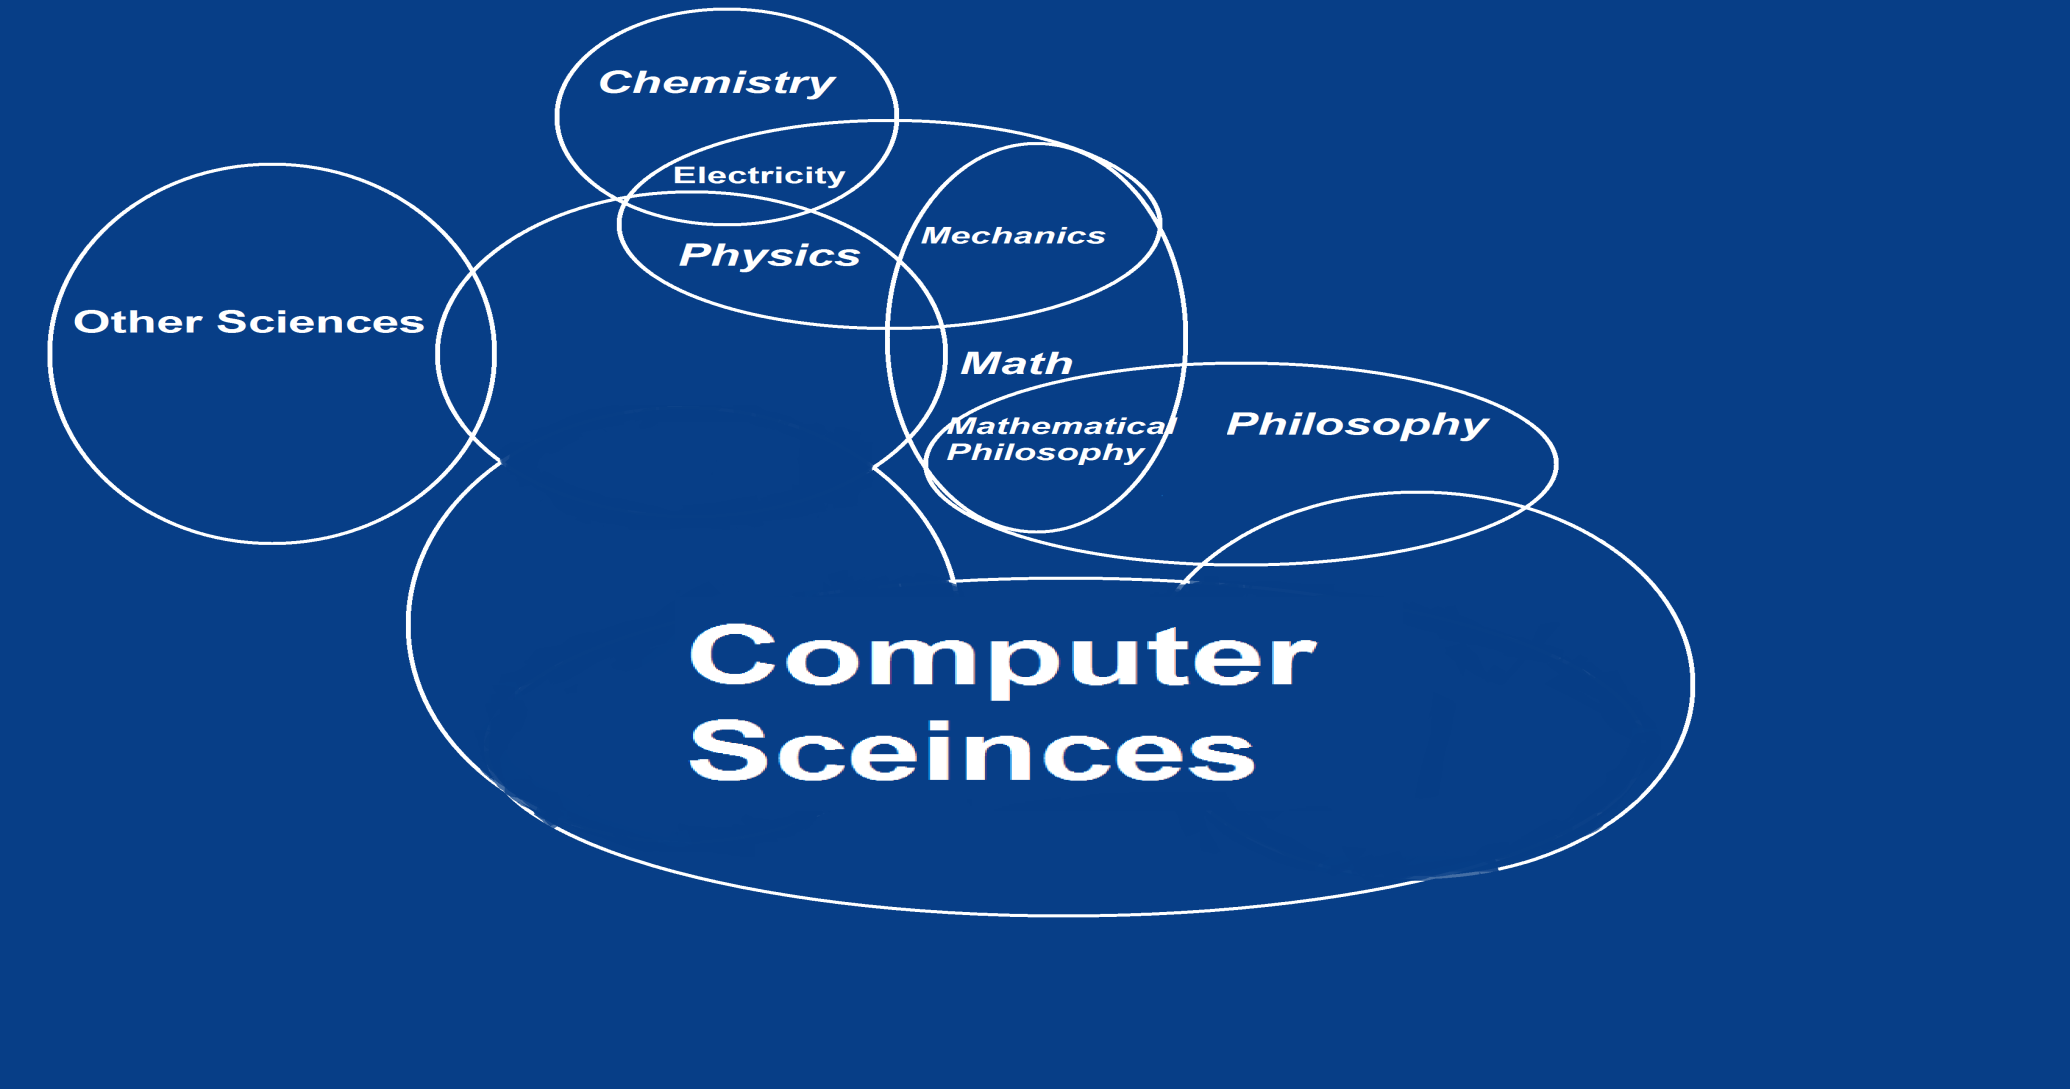 Chemistry
Electricity
Mechanics
Physics
Other Sciences
Math
Mathematical
Philosophy
Philosophy
Computer
Sceinces